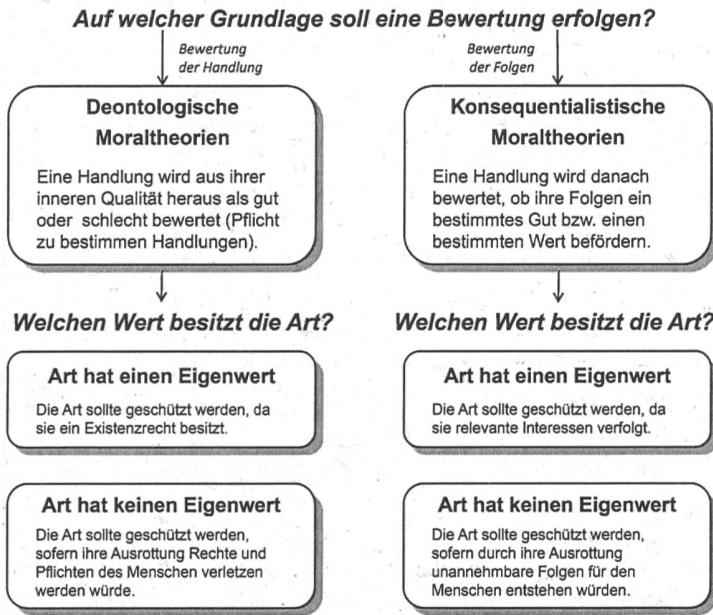 Auf welcher Grundlage soll eine Bewertung erfolgen?
Bewertung
der Handlung
Bewertung
der Folgen
Deontologische
Moraltheorien
Eine Handlung wird aus ihrer
inneren Qualität heraus als gut
oder schlecht bewertet (Pflicht
zu bestimmen Handlungen).
Konsequentialistische
Moraltheorien
Eine Handlung wird danach
bewertet, ob ihre Folgen ein
bestimmtes Gut bzw. einen
bestimmten Wert befördern.
Welchen Wert besitzt die Art?
Welchen Wert besitzt die Art?
Art hat einen Eigenwert
Die Art sollte geschützt werden, da
sie ein Existenzrecht besitzt.
Art hat einen Eigenwert
Die Art sollte geschützt werden, da
sie relevante Interessen verfolgt.
Art hat keinen Eigenwert
Die Art sollte geschützt werden,
sofern ihre Ausrottung Rechte und
Pflichten des Menschen verletzen
werden würde.
Art hat keinen Eigenwert
Die Art sollte geschützt werden,
sofern durch ihre Ausrottung
unannehmbare Folgen für den
Menschen entstehen würden.